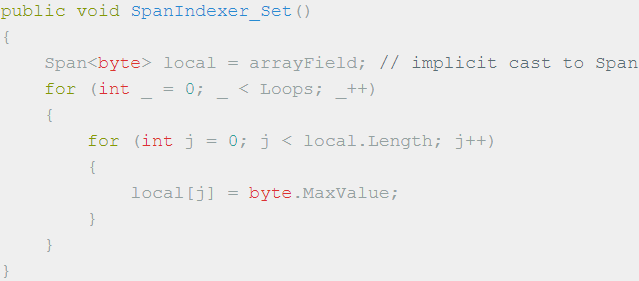 public void SpanIndexer_Set()
{
    Span<byte> local = arrayField; // implicit cast to Span
    for (int _ = 0; _ < Loops; _++)
    {
        for (int j = 0; j < local.Length; j++)
        {
            local[j] = byte.MaxValue;
        }
    }
}